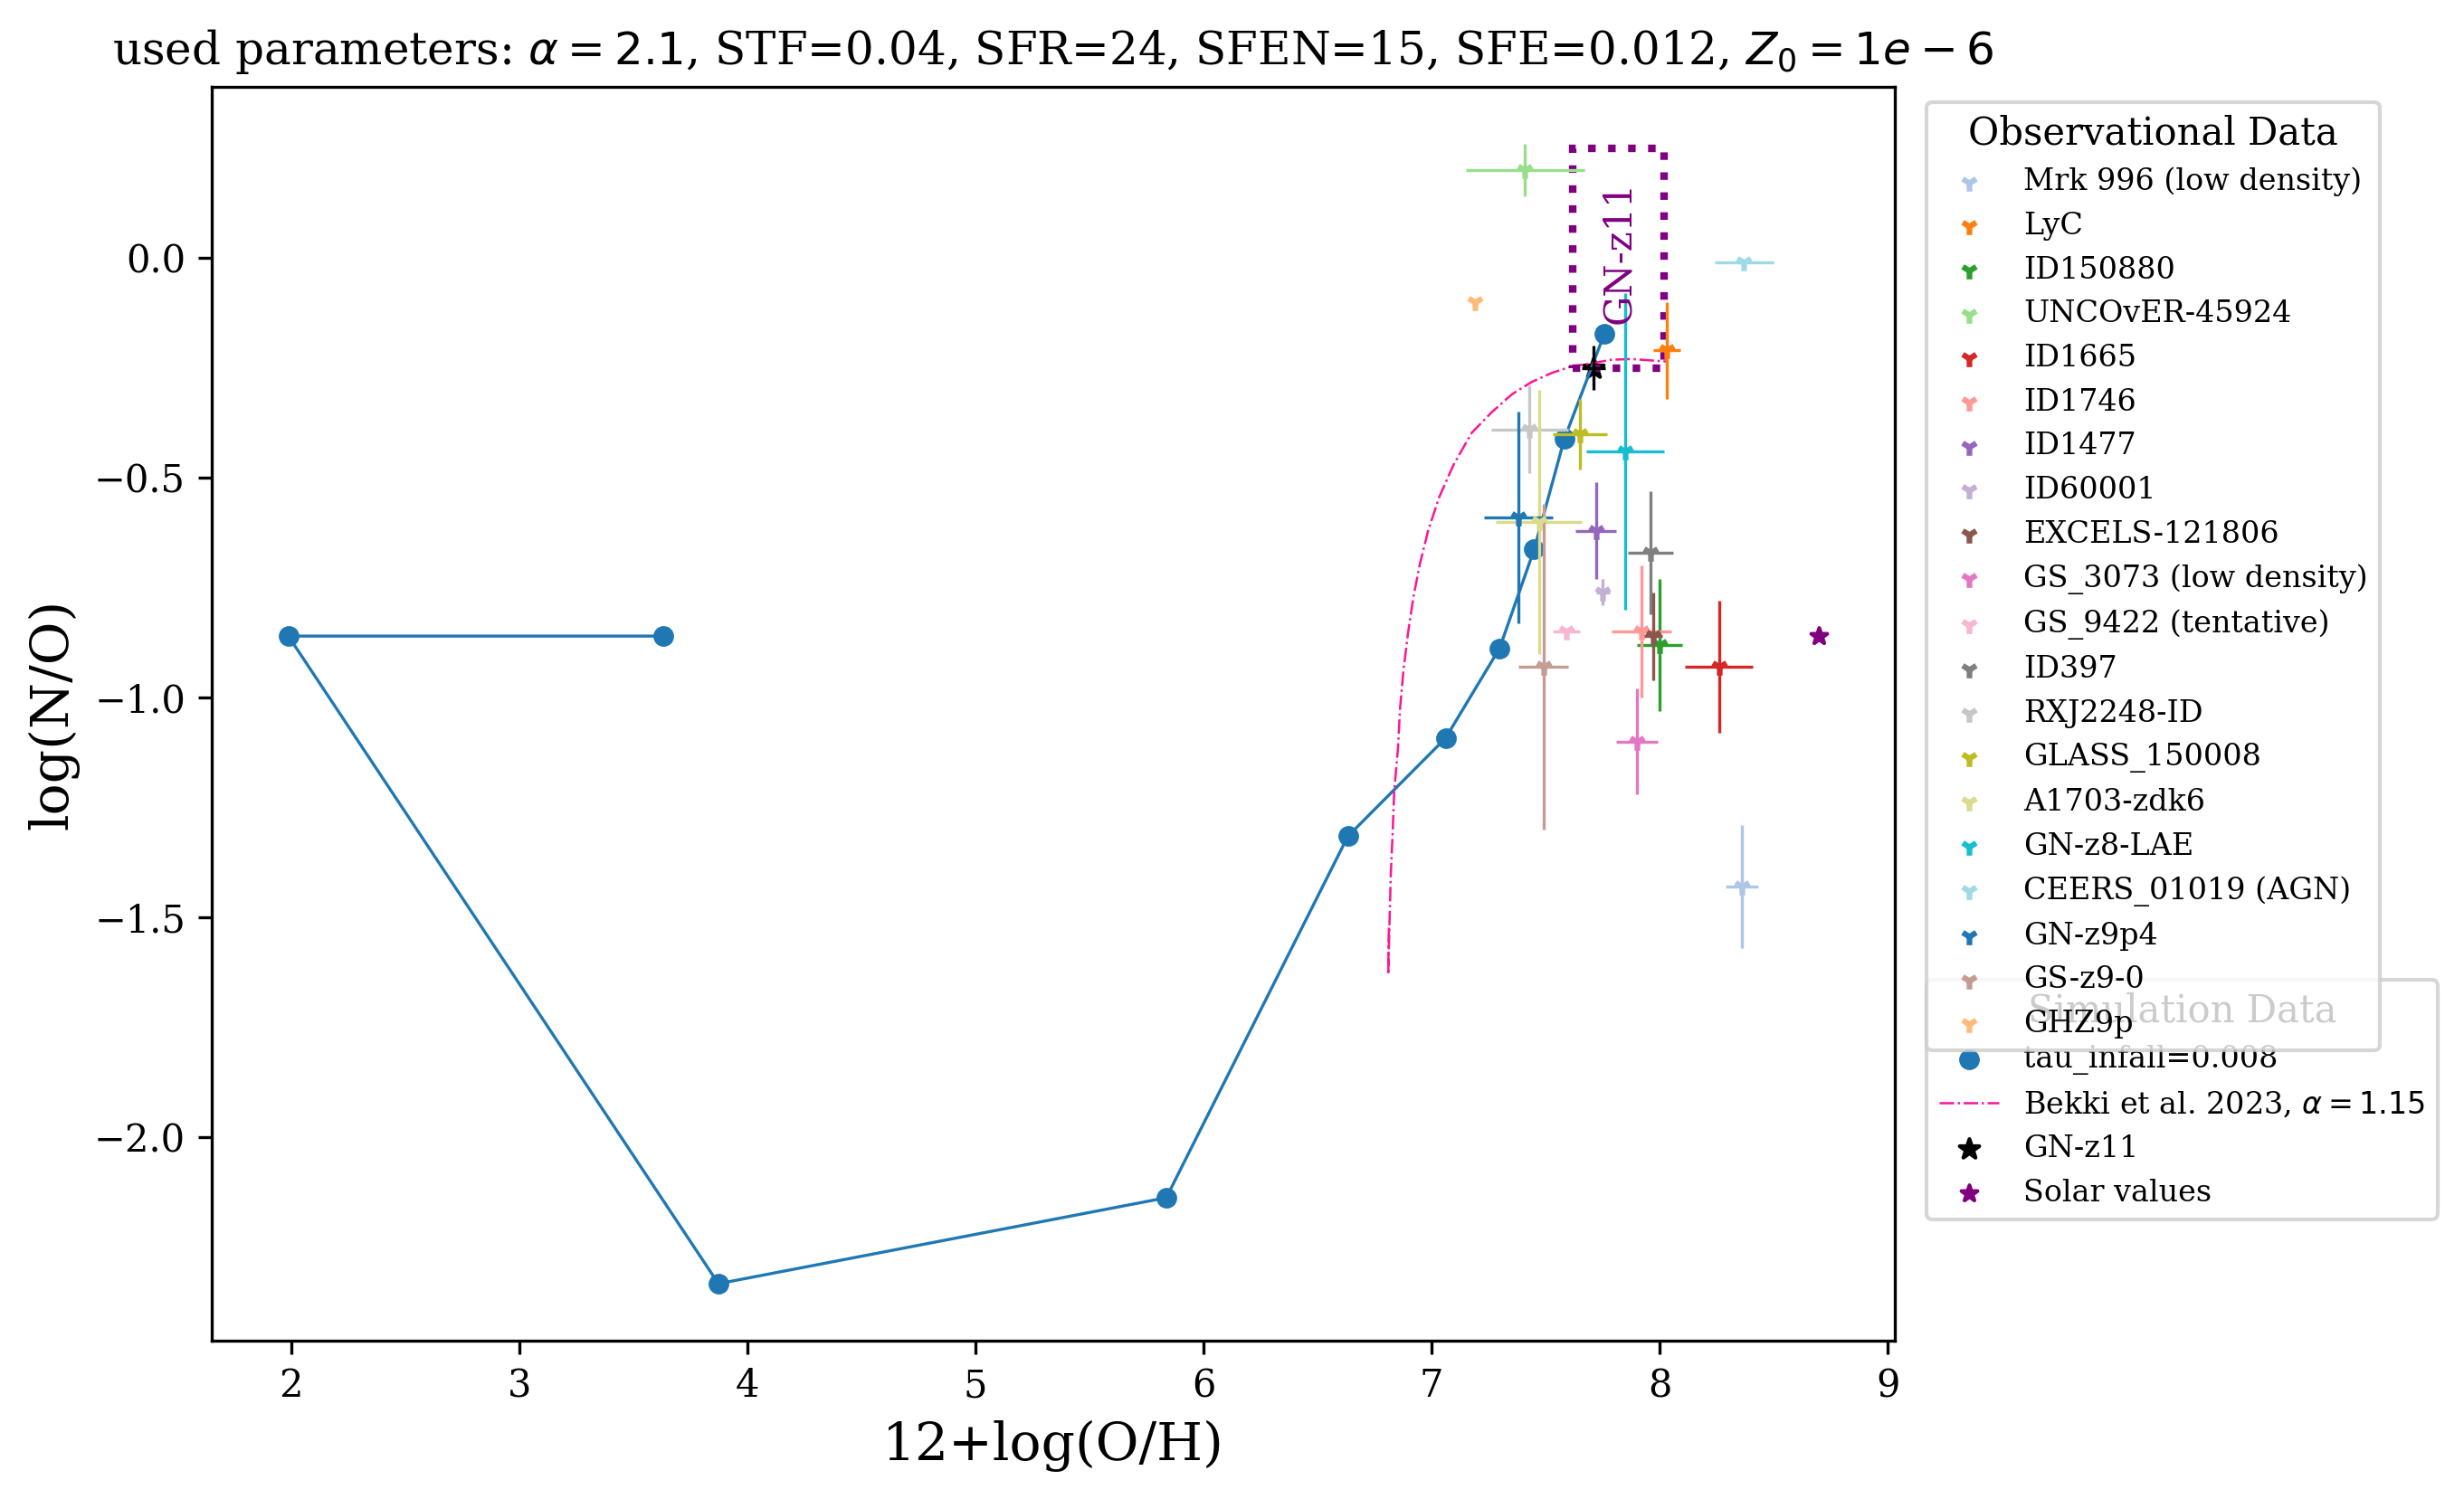 used parameters: α = 2.1, STF=0.04, SFR=24, SFEN=15, SFE=0.012, Z₀ = 1e − 6
log(N/O)
0.0
−0.5
−1.0
−1.5
−2.0
GN-z11
2 3 4 5 6 7 8 9
12+log(O/H)
Observational Data
Mrk 996 (low density)
LyC
ID150880
UNCOvER-45924
ID1665
ID1746
ID1477
ID60001
EXCELS-121806
GS_3073 (low density)
GS_9422 (tentative)
ID397
RXJ2248-ID
GLASS_150008
A1703-zdk6
GN-z8-LAE
CEERS_01019 (AGN)
GN-z9p4
GS-z9-0
GHZ9p
Simulation Data
tau_infall=0.008
Bekki et al. 2023, α = 1.15
GN-z11
Solar values